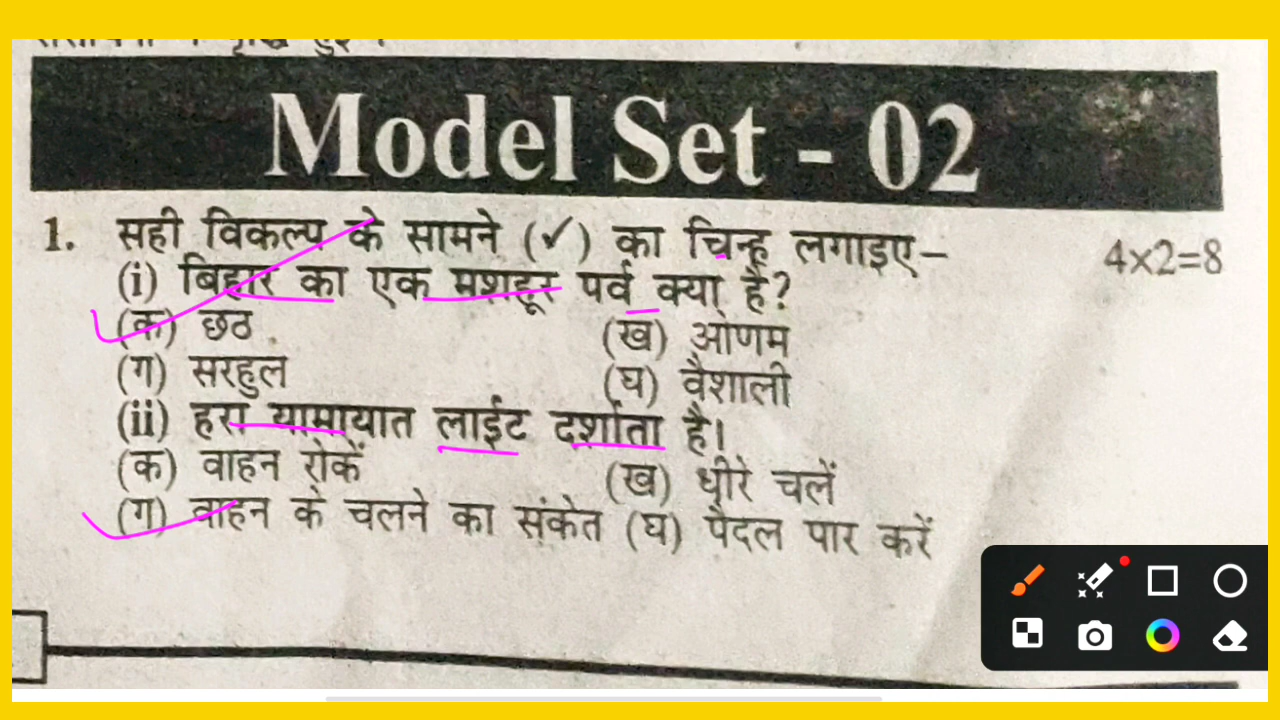 Model Set - 02
1. सही विकल्प के सामने (✓) का चिन्ह लगाइए– 4×2=8
(i) बिहार का एक मशहूर पर्व क्या है?
(क) छठ (ख) ओणम
(ग) सरहुल (घ) वैशाली
(ii) हरा यामायात लाईट दर्शाता है।
(क) वाहन रोकें (ख) धीरे चलें
(ग) वाहन के चलने का संकेत (घ) पैदल पार करें